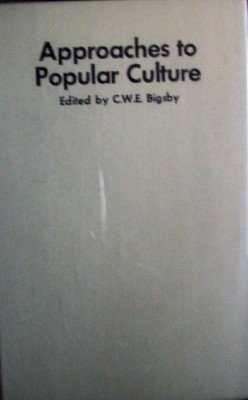 Approaches to
Popular Culture
Edited by C.W.E. Bigsby